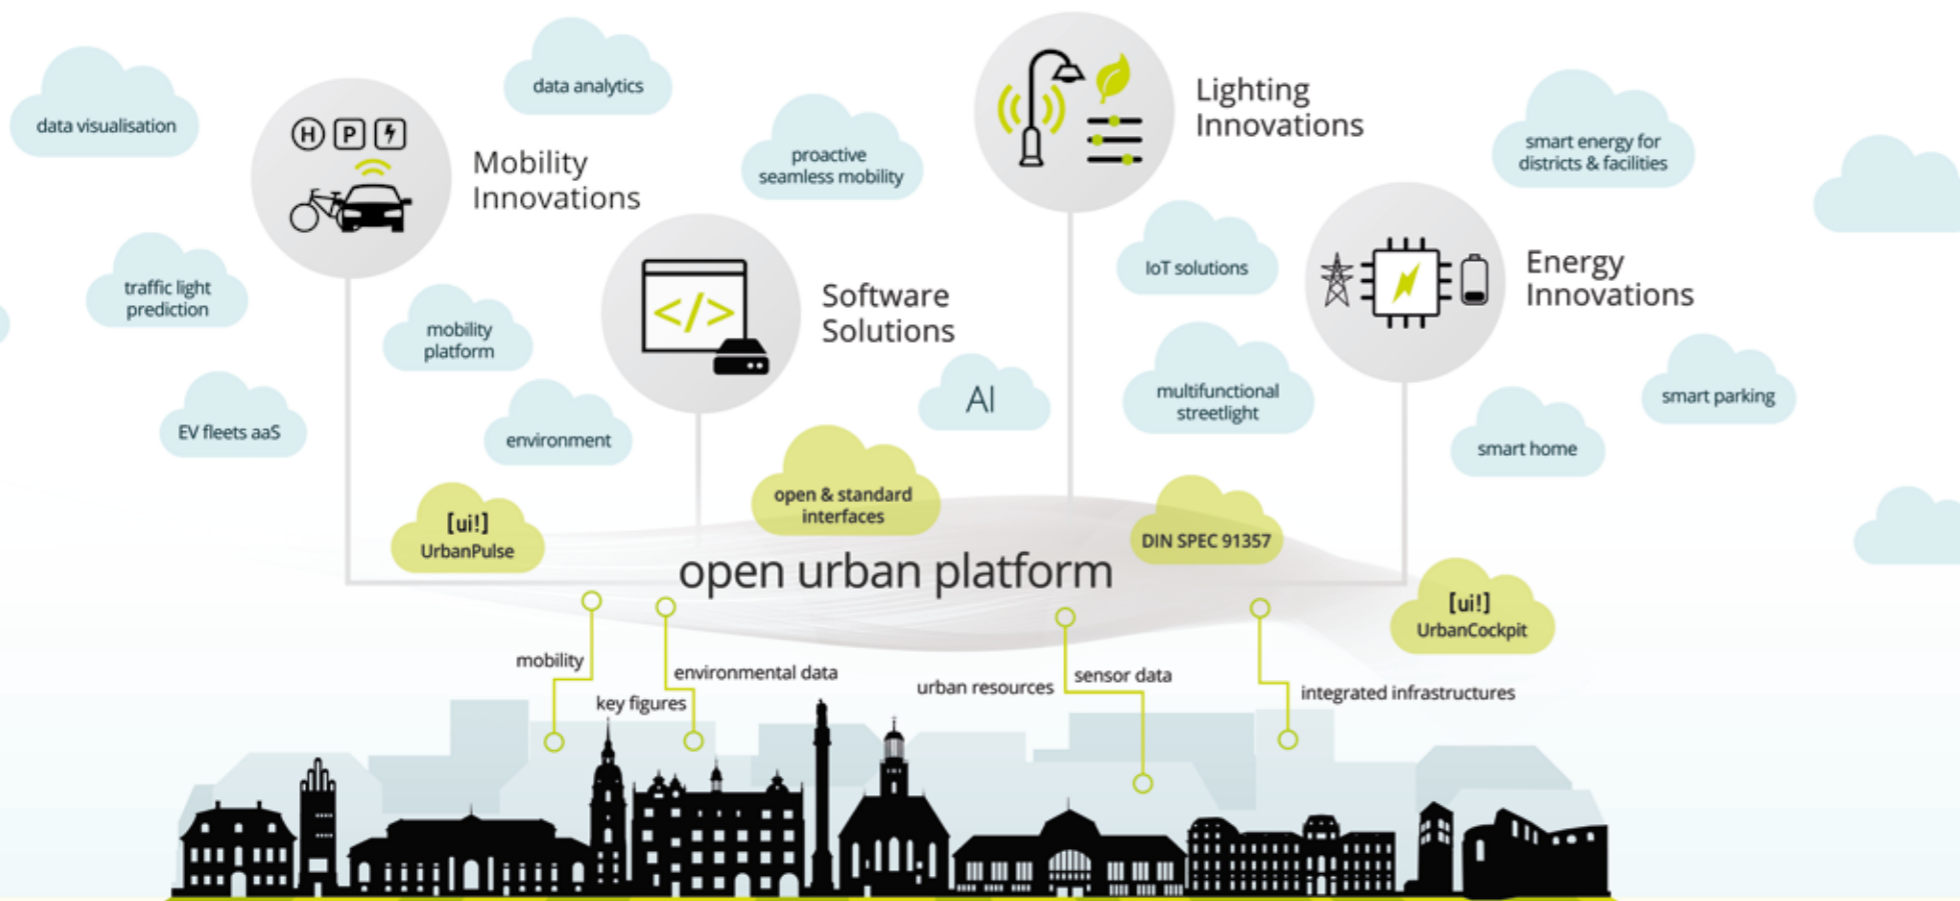 data visualisation
data analytics
H P
Mobility
Innovations
proactive
seamless mobility
Lighting
Innovations
smart energy for
districts & facilities
traffic light
prediction
mobility
platform
</>
Software
Solutions
IoT solutions
Energy
Innovations
EV fleets aaS
environment
AI
multifunctional
streetlight
smart home
smart parking
[ui!]
UrbanPulse
open & standard
interfaces
DIN SPEC 91357
open urban platform
[ui!]
UrbanCockpit
mobility
environmental data
key figures
urban resources
sensor data
integrated infrastructures